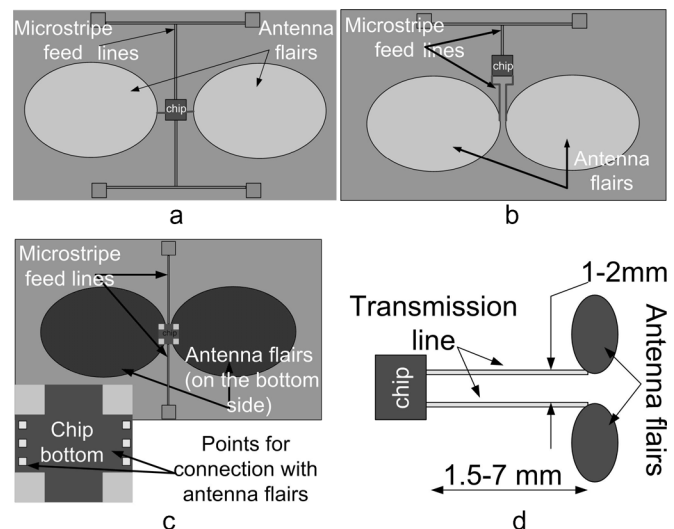 Microstripe
feed lines
Antenna
flairs
chip
a
Microstripe
feed lines
chip
Antenna
flairs
b
Microstripe
feed lines
chip
Antenna flairs
(on the bottom
side)
Chip
bottom
Points for
connection with
antenna flairs
c
1-2mm
Transmission
line
chip
Antenna flairs
1.5-7 mm
d